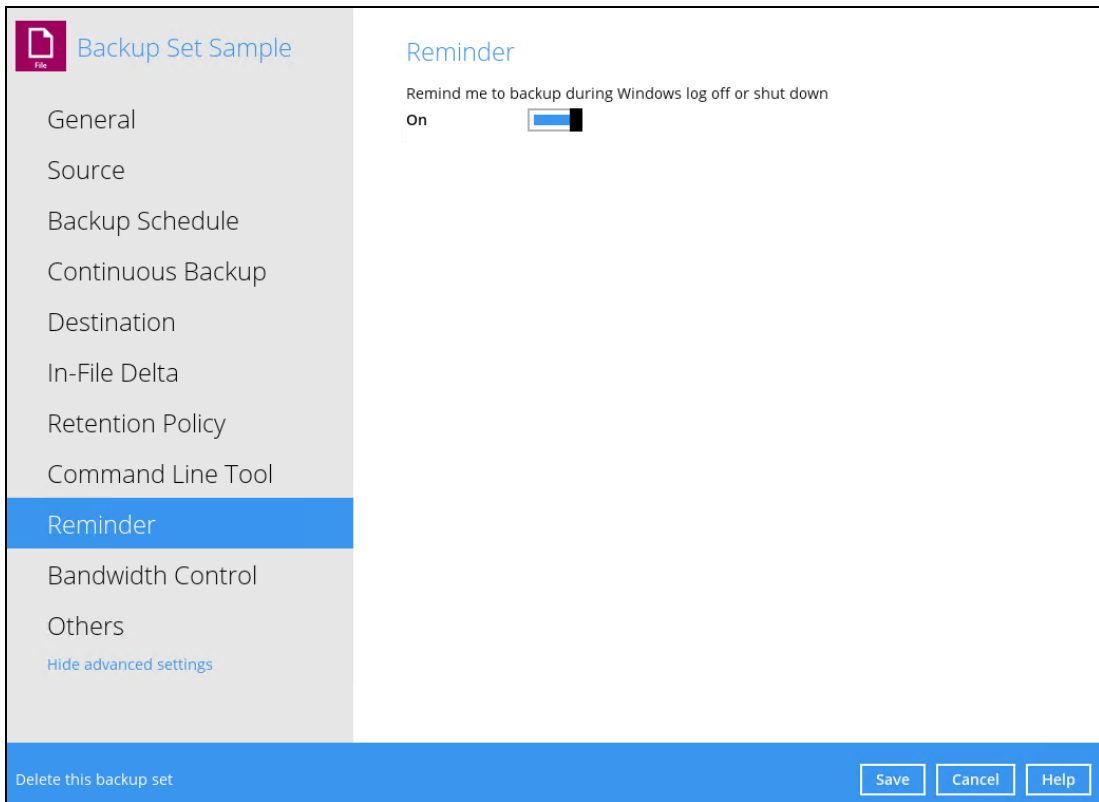 File
Backup Set Sample
General
Source
Backup Schedule
Continuous Backup
Destination
In-File Delta
Retention Policy
Command Line Tool
Reminder
Bandwidth Control
Others
Hide advanced settings
Reminder
Remind me to backup during Windows log off or shut down
On
Delete this backup set
Save
Cancel
Help